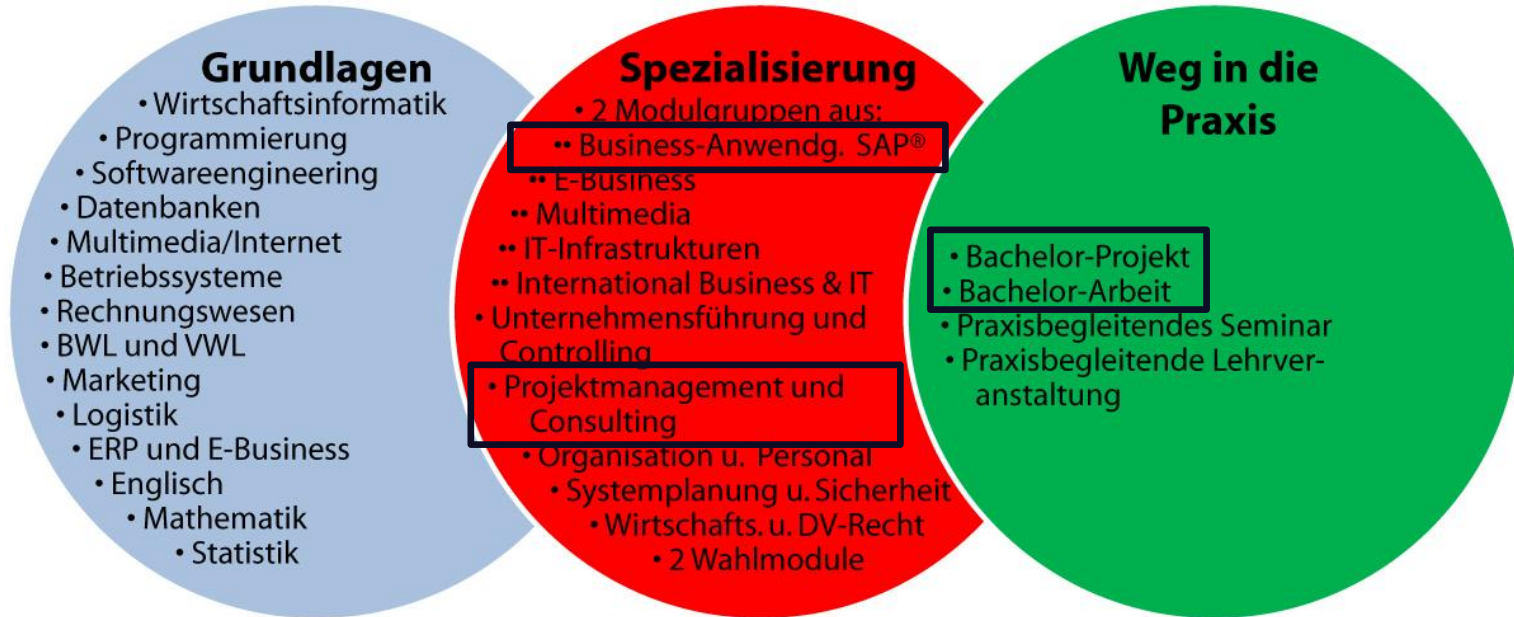 Grundlagen
• Wirtschaftsinformatik
• Programmierung
• Softwareengineering
• Datenbanken
• Multimedia/Internet
• Betriebssysteme
• Rechnungswesen
• BWL und VWL
• Marketing
• Logistik
• ERP und E-Business
• Englisch
• Mathematik
• Statistik
Spezialisierung
• 2 Modulgruppen aus:
•• Business-Anwendg. SAP®
•• E-Business
•• Multimedia
•• IT-Infrastrukturen
•• International Business & IT
• Unternehmensführung und
Controlling
• Projektmanagement und
Consulting
• Organisation u. Personal
• Systemplanung u. Sicherheit
• Wirtschafts. u. DV-Recht
• 2 Wahlmodule
Weg in die
Praxis
• Bachelor-Projekt
• Bachelor-Arbeit
• Praxisbegleitendes Seminar
• Praxisbegleitende Lehrver-
anstaltung